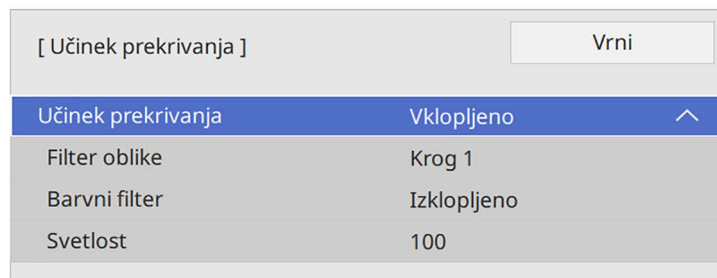 [ Učinek prekrivanja ] Vrni
Učinek prekrivanja Vklopljeno
Filter oblike Krog 1
Barvni filter Izklopljeno
Svetlost 100